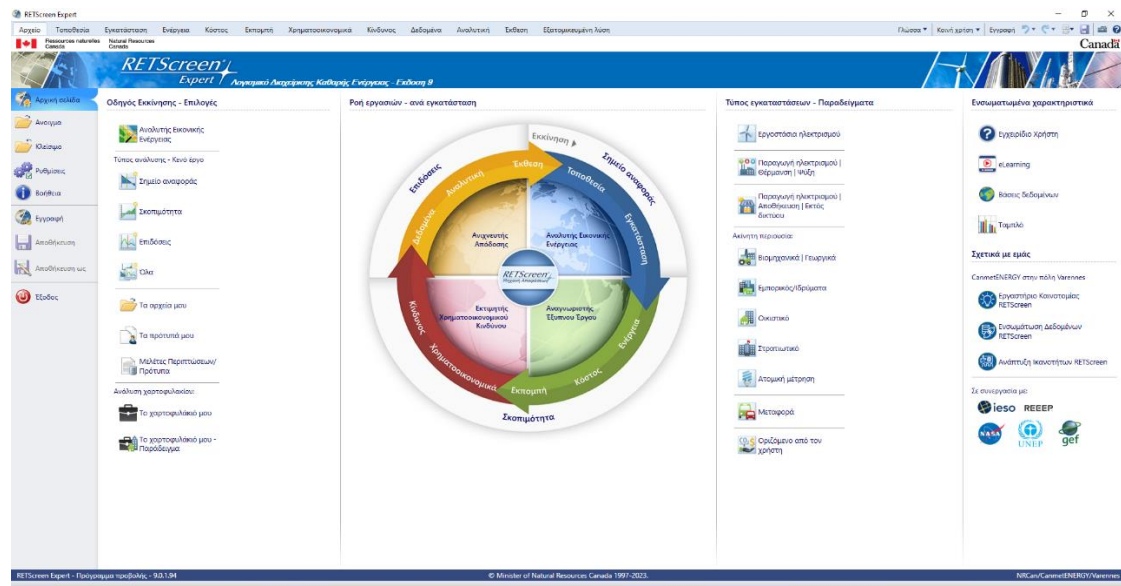 RETScreen Expert
Αρχείο Τοποθεσία Εγκατάσταση Ενέργεια Κόστος Εκπομπή Χρηματοοικονομικά Κίνδυνος Δεδομένα Αναλυτική Έκθεση Εξατομικευμένη λύση
Γλώσσα Κοινή χρήση Εγγραφή
Ressources naturelles Canada
Natural Resources Canada
Canada
RETScreen
Expert
Λογισμικό Διαχείρισης Καθαρής Ενέργειας - Έκδοση 9
Αρχική σελίδα
Άνοιγμα
Κλείσιμο
Ρυθμίσεις
Βοήθεια
Εγγραφή
Αποθήκευση
Αποθήκευση ως
Έξοδος
Οδηγός Εκκίνησης - Επιλογές
Αναλυτής Εικονικής
Ενέργειας
Τύπος ανάλυσης - Κενό έργο
Σημείο αναφοράς
Σκοπιμότητα
Επιδόσεις
Όλα
Τα αρχεία μου
Τα πρότυπά μου
Μελέτες Περιπτώσεων/
Πρότυπα
Ανάλυση χαρτοφυλακίου:
Το χαρτοφυλάκιό μου
Το χαρτοφυλάκιό μου -
Παράδειγμα
Ροή εργασιών - ανά εγκατάσταση
Εκκίνηση
Σημείο αναφοράς
Επιδόσεις
Σκοπιμότητα
Τοποθεσία
Εγκατάσταση
Ενέργεια
Κόστος
Εκπομπή
Χρηματοοικονομικά
Κίνδυνος
Δεδομένα
Αναλυτική
Έκθεση
Ανιχνευτής
Απόδοσης
Αναλυτής Εικονικής
Ενέργειας
RETScreen
Εκτιμητής
Χρηματοοικονομικού
Κινδύνου
Αναγνωριστής
Έξυπνου Έργου
Τύπος εγκαταστάσεων - Παραδείγματα
Εργοστάσια ηλεκτρισμού
Παραγωγή ηλεκτρισμού |
Θέρμανση | Ψύξη
Παραγωγή ηλεκτρισμού |
Αποθήκευση | Εκτός
δικτύου
Ακίνητη περιουσία:
Βιομηχανικά | Γεωργικά
Εμπορικός/Ιδρύματα
Οικιστικό
Στρατιωτικό
Ατομική μέτρηση
Μεταφορά
Οριζόμενο από τον
χρήστη
Ενσωματωμένα χαρακτηριστικά
Εγχειρίδιο Χρήστη
eLearning
Βάσεις δεδομένων
Ταμπλό
Σχετικά με εμάς
CanmetENERGY στην πόλη Varennes
Εργαστήριο Καινοτομίας
RETScreen
Ενσωμάτωση Δεδομένων
RETScreen
Ανάπτυξη Ικανοτήτων RETScreen
Σε συνεργασία με:
ieso REEEP
NASA UNEP gef
RETScreen Expert - Πρόγραμμα προβολής - 9.0.1.94
© Minister of Natural Resources Canada 1997-2023.
NRCan/CanmetENERGY/Varennes